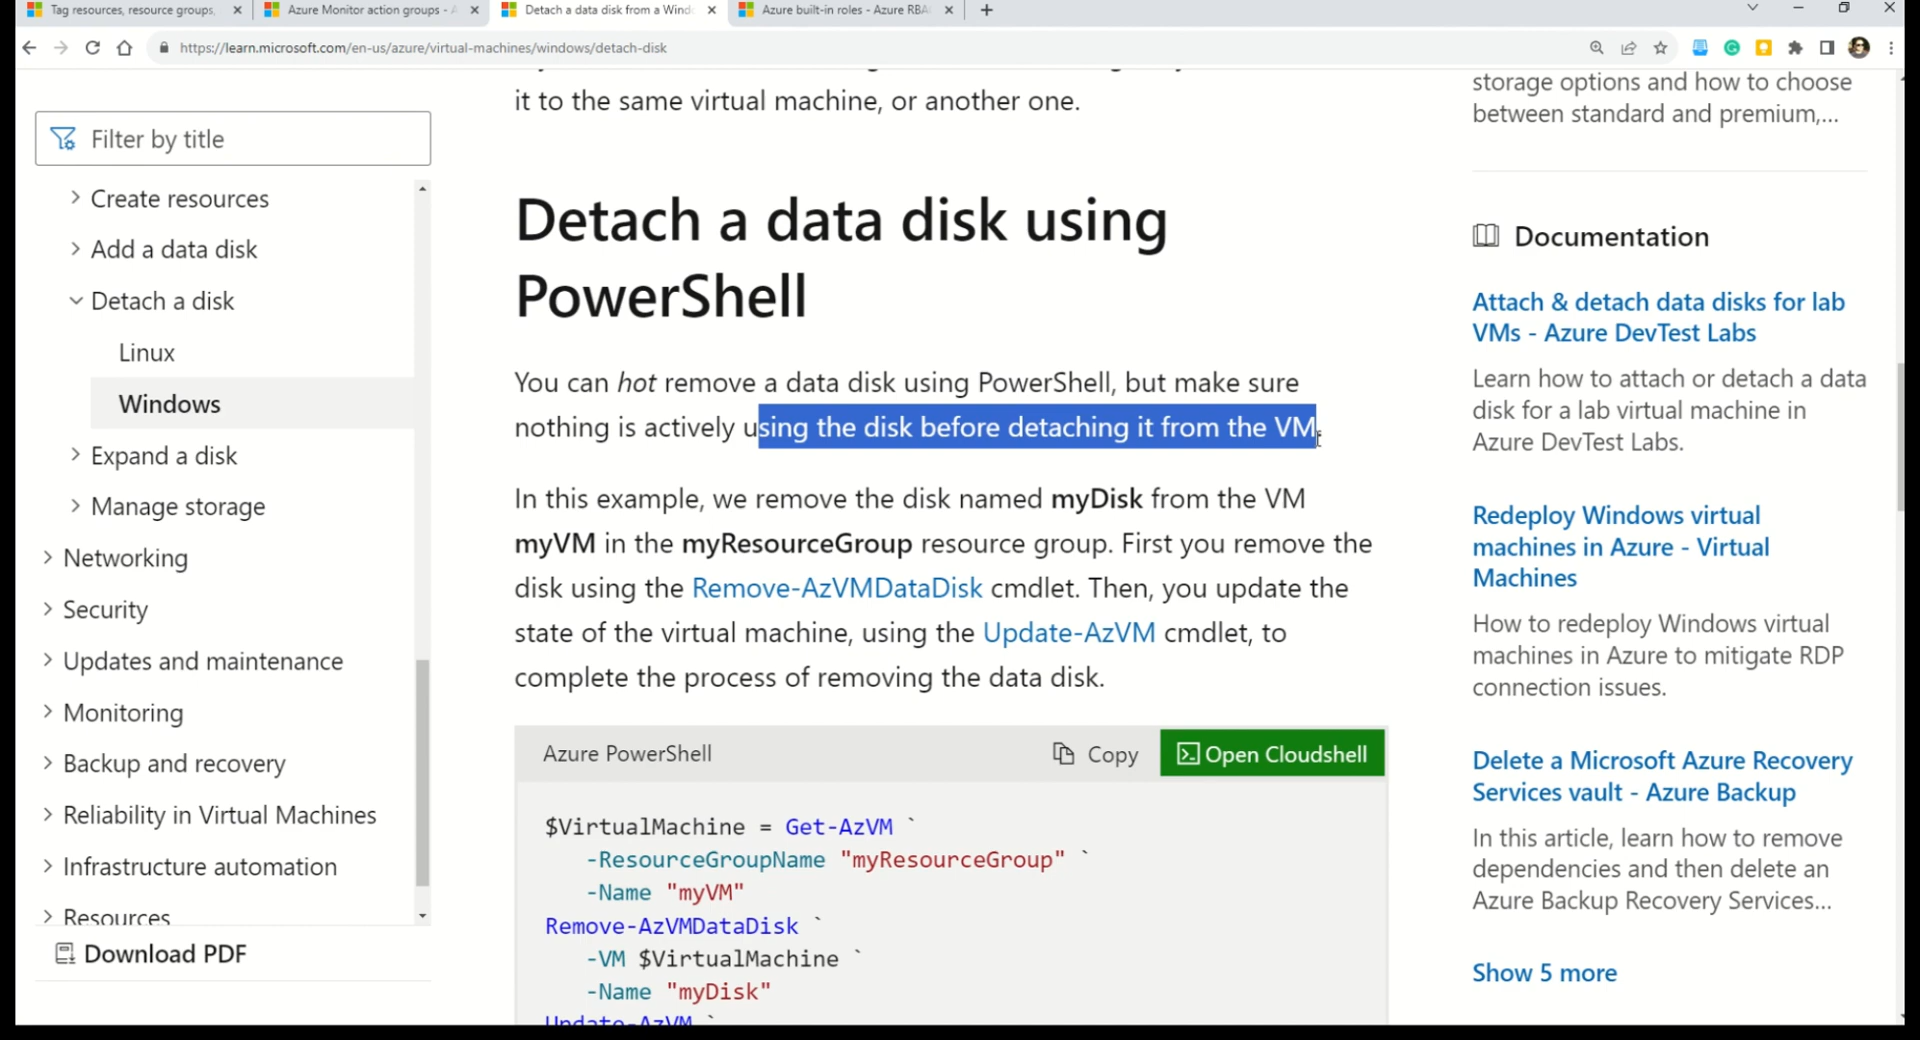 Tag resources, resource groups,
Azure Monitor action groups - A
Detach a data disk from a Wind
Azure built-in roles - Azure RBA
https://learn.microsoft.com/en-us/azure/virtual-machines/windows/detach-disk
Filter by title
Create resources
Add a data disk
Detach a disk
Linux
Windows
Expand a disk
Manage storage
Networking
Security
Updates and maintenance
Monitoring
Backup and recovery
Reliability in Virtual Machines
Infrastructure automation
Resources
Download PDF
it to the same virtual machine, or another one.
Detach a data disk using
PowerShell
You can hot remove a data disk using PowerShell, but make sure
nothing is actively using the disk before detaching it from the VM.
In this example, we remove the disk named myDisk from the VM
myVM in the myResourceGroup resource group. First you remove the
disk using the Remove-AzVMDataDisk cmdlet. Then, you update the
state of the virtual machine, using the Update-AzVM cmdlet, to
complete the process of removing the data disk.
Azure PowerShell
Copy
Open Cloudshell
$VirtualMachine = Get-AzVM `
-ResourceGroupName "myResourceGroup" `
-Name "myVM"
Remove-AzVMDataDisk `
-VM $VirtualMachine `
-Name "myDisk"
Update-AzVM `
storage options and how to choose
between standard and premium,...
Documentation
Attach & detach data disks for lab
VMs - Azure DevTest Labs
Learn how to attach or detach a data
disk for a lab virtual machine in
Azure DevTest Labs.
Redeploy Windows virtual
machines in Azure - Virtual
Machines
How to redeploy Windows virtual
machines in Azure to mitigate RDP
connection issues.
Delete a Microsoft Azure Recovery
Services vault - Azure Backup
In this article, learn how to remove
dependencies and then delete an
Azure Backup Recovery Services...
Show 5 more